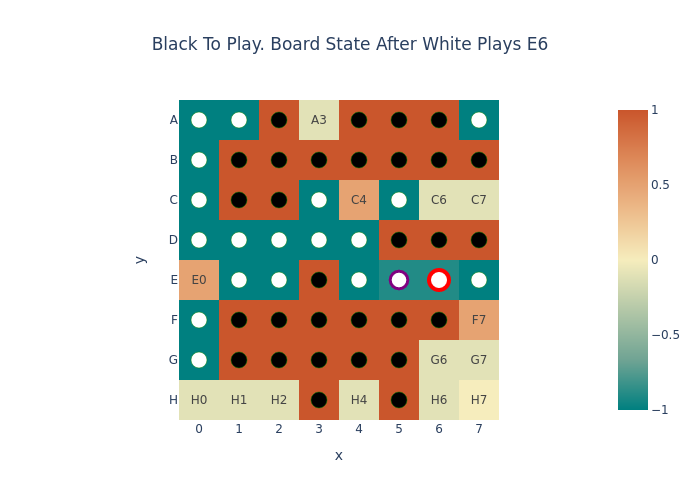 Black To Play. Board State After White Plays E6
A A3
B
C C4 C6 C7
D
E E0
F F7
G G6 G7
H H0 H1 H2 H4 H6 H7
0 1 2 3 4 5 6 7
x
y
1
0.5
0
−0.5
−1